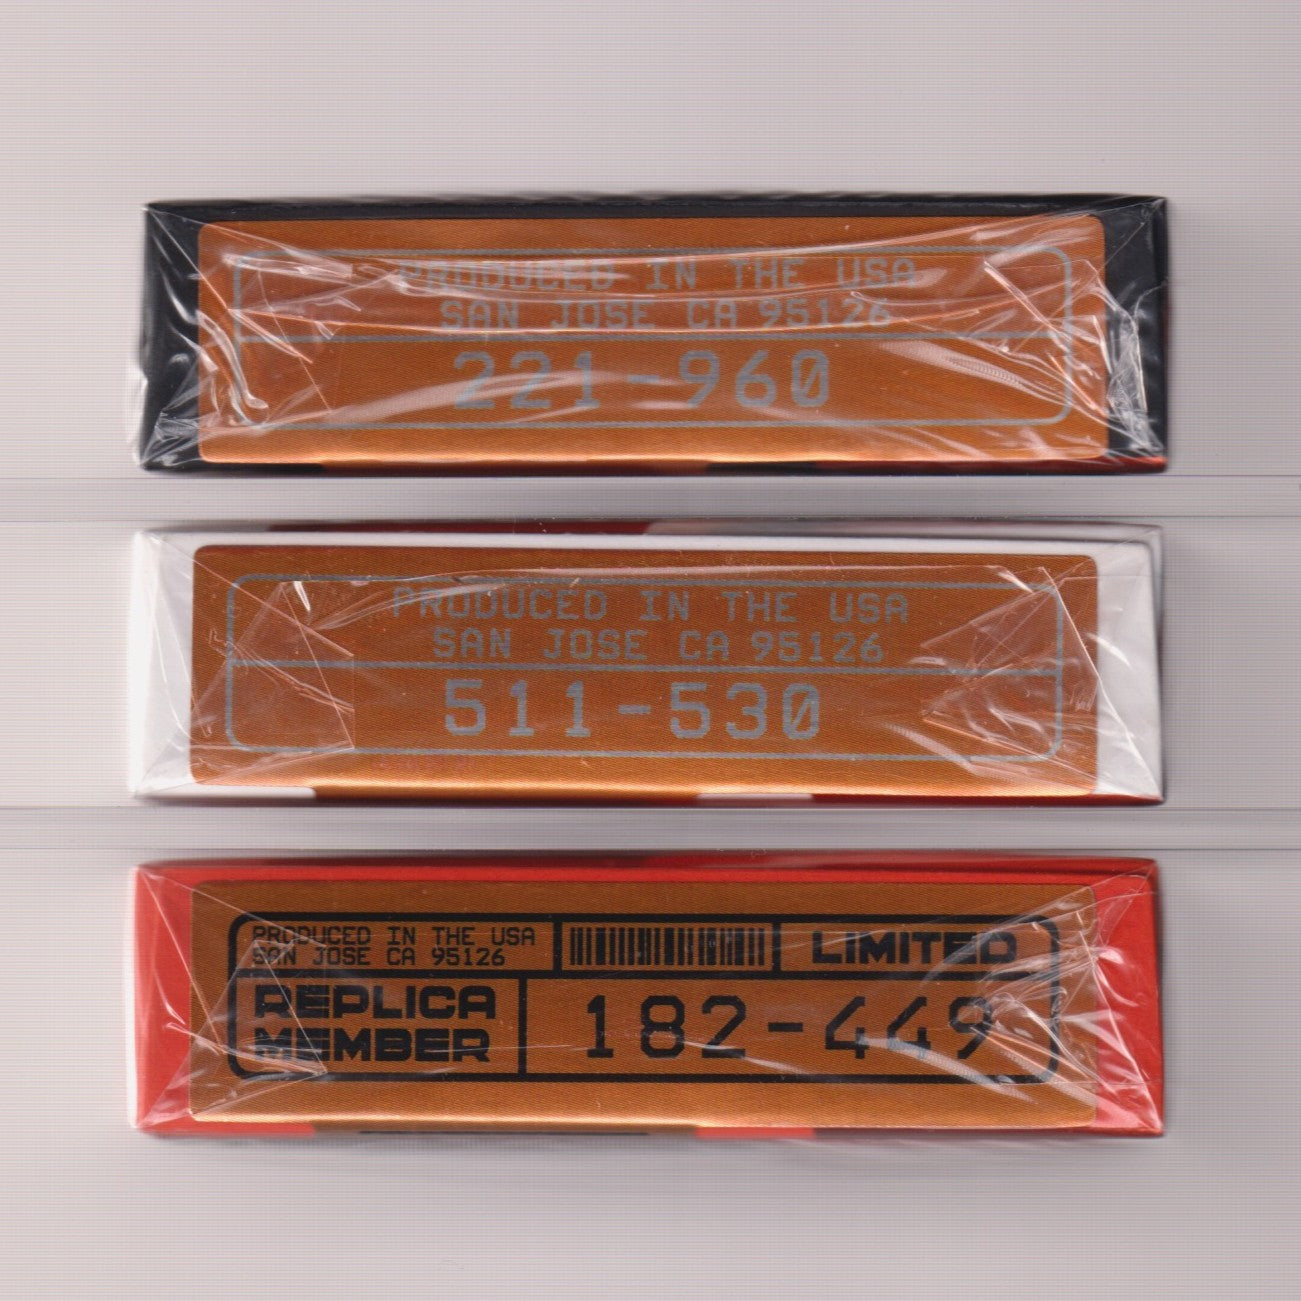 PRODUCED IN THE USA
SAN JOSE CA 95126
221-960
PRODUCED IN THE USA
SAN JOSE CA 95126
511-530
PRODUCED IN THE USA
SAN JOSE CA 95126
LIMITED
REPLICA
MEMBER
182-449